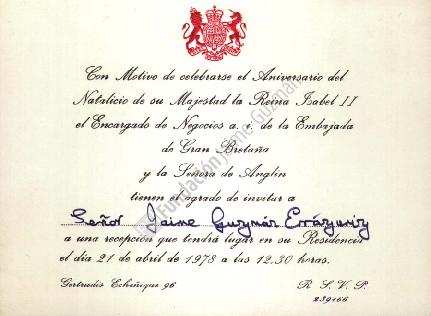 Con Motivo de celebrarse el Aniversario del
Natalicio de su Majestad la Reina Isabel II
el Encargado de Negocios a. i. de la Embajada
de Gran Bretaña
y la Señora de Anglin
tienen el agrado de invitar a
Señor Jaime Guzmán Errázuriz
a una recepción que tendrá lugar en su Residencia
el día 21 de abril de 1978 a las 12.30 horas.
Gertrudis Echeñique 96 R. S. V. P.
239166
Fundación Jaime Guzmán